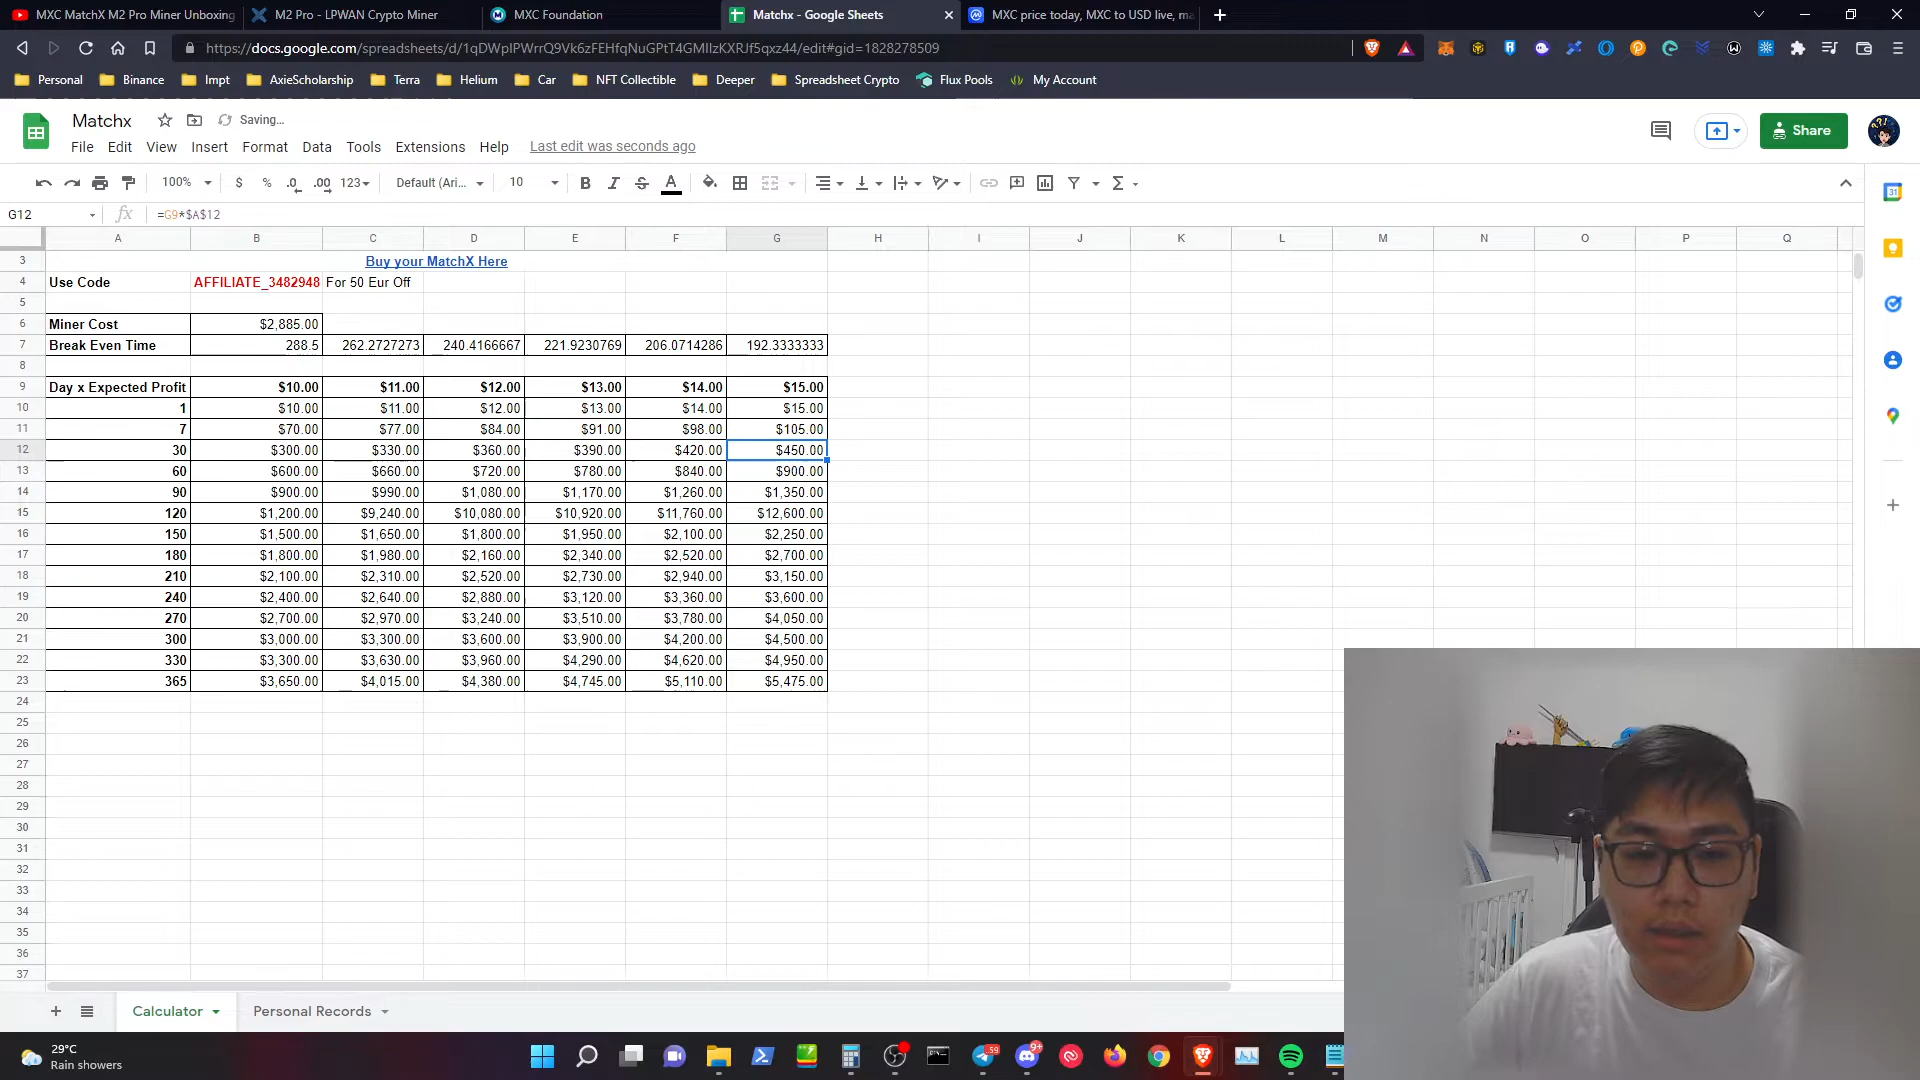 MXC MatchX M2 Pro Miner Unboxing
M2 Pro - LPWAN Crypto Miner
MXC Foundation
Matchx - Google Sheets
MXC price today, MXC to USD live, ma
https://docs.google.com/spreadsheets/d/
Personal Binance Impt AxieScholarship Terra Helium Car NFT Collectible Deeper Spreadsheet Crypto Flux Pools My Account
Matchx Saving...
File Edit View Insert Format Data Tools Extensions Help Last edit was seconds ago
Share
100% $ % .0 .00 123 Default (Ari... 10 B I S A
G12 fx =G9*$A$12
A B C D E F G H I J K L M N O P Q
3 Buy your MatchX Here
4 Use Code AFFILIATE_3482948 For 50 Eur Off
5
6 Miner Cost $2,885.00
7 Break Even Time 288.5 262.2727273 240.4166667 221.9230769 206.0714286 192.3333333
8
9 Day x Expected Profit $10.00 $11.00 $12.00 $13.00 $14.00 $15.00
10 1 $10.00 $11.00 $12.00 $13.00 $14.00 $15.00
11 7 $70.00 $77.00 $84.00 $91.00 $98.00 $105.00
12 30 $300.00 $330.00 $360.00 $390.00 $420.00 $450.00
13 60 $600.00 $660.00 $720.00 $780.00 $840.00 $900.00
14 90 $900.00 $990.00 $1,080.00 $1,170.00 $1,260.00 $1,350.00
15 120 $1,200.00 $9,240.00 $10,080.00 $10,920.00 $11,760.00 $12,600.00
16 150 $1,500.00 $1,650.00 $1,800.00 $1,950.00 $2,100.00 $2,250.00
17 180 $1,800.00 $1,980.00 $2,160.00 $2,340.00 $2,520.00 $2,700.00
18 210 $2,100.00 $2,310.00 $2,520.00 $2,730.00 $2,940.00 $3,150.00
19 240 $2,400.00 $2,640.00 $2,880.00 $3,120.00 $3,360.00 $3,600.00
20 270 $2,700.00 $2,970.00 $3,240.00 $3,510.00 $3,780.00 $4,050.00
21 300 $3,000.00 $3,300.00 $3,600.00 $3,900.00 $4,200.00 $4,500.00
22 330 $3,300.00 $3,630.00 $3,960.00 $4,290.00 $4,620.00 $4,950.00
23 365 $3,650.00 $4,015.00 $4,380.00 $4,745.00 $5,110.00 $5,475.00
24
25
26
27
28
29
30
31
32
33
34
35
36
37
Calculator Personal Records
29°C
Rain showers
59
9+